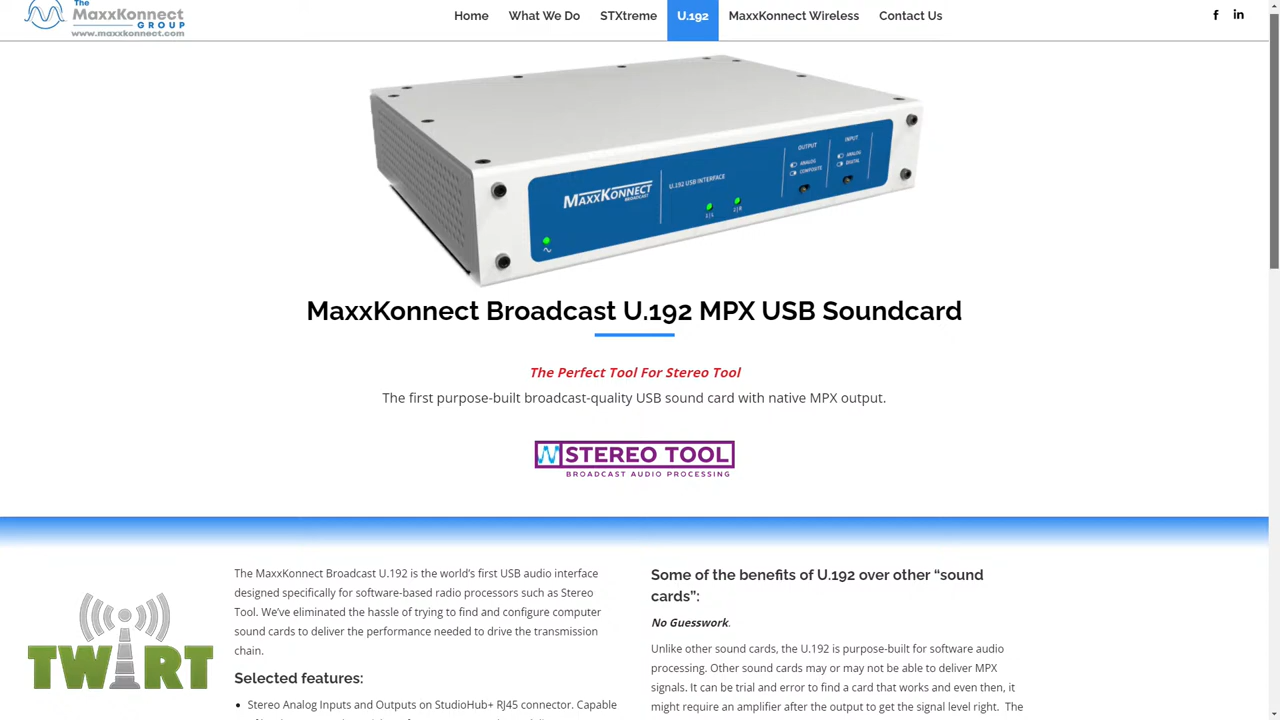 The
MaxxKonnect
GROUP
www.maxxkonnect.com
Home What We Do STXtreme U.192 MaxxKonnect Wireless Contact Us
OUTPUT INPUT
ANALOG ANALOG
COMPOSITE DIGITAL
MAXXKONNECT
BROADCAST
U.192 USB INTERFACE
MaxxKonnect Broadcast U.192 MPX USB Soundcard
The Perfect Tool For Stereo Tool
The first purpose-built broadcast-quality USB sound card with native MPX output.
STEREO TOOL
BROADCAST AUDIO PROCESSING
The MaxxKonnect Broadcast U.192 is the world's first USB audio interface
designed specifically for software-based radio processors such as Stereo
Tool. We've eliminated the hassle of trying to find and configure computer
sound cards to deliver the performance needed to drive the transmission
chain.
Selected features:
• Stereo Analog Inputs and Outputs on StudioHub+ RJ45 connector. Capable
Some of the benefits of U.192 over other “sound
cards”:
No Guesswork.
Unlike other sound cards, the U.192 is purpose-built for software audio
processing. Other sound cards may or may not be able to deliver MPX
signals. It can be trial and error to find a card that works and even then, it
might require an amplifier after the output to get the signal level right. The
TWIRT